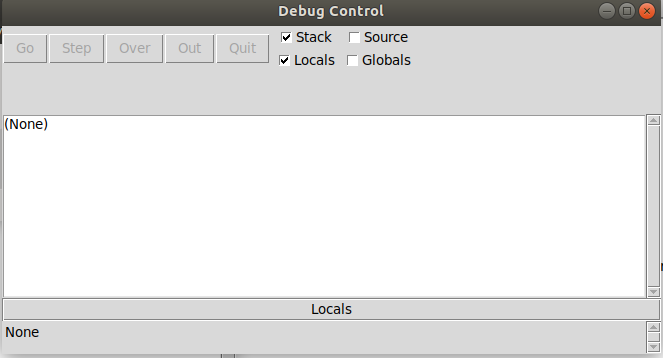 Debug Control
Go Step Over Out Quit Stack Source
Locals Globals
(None)
Locals
None